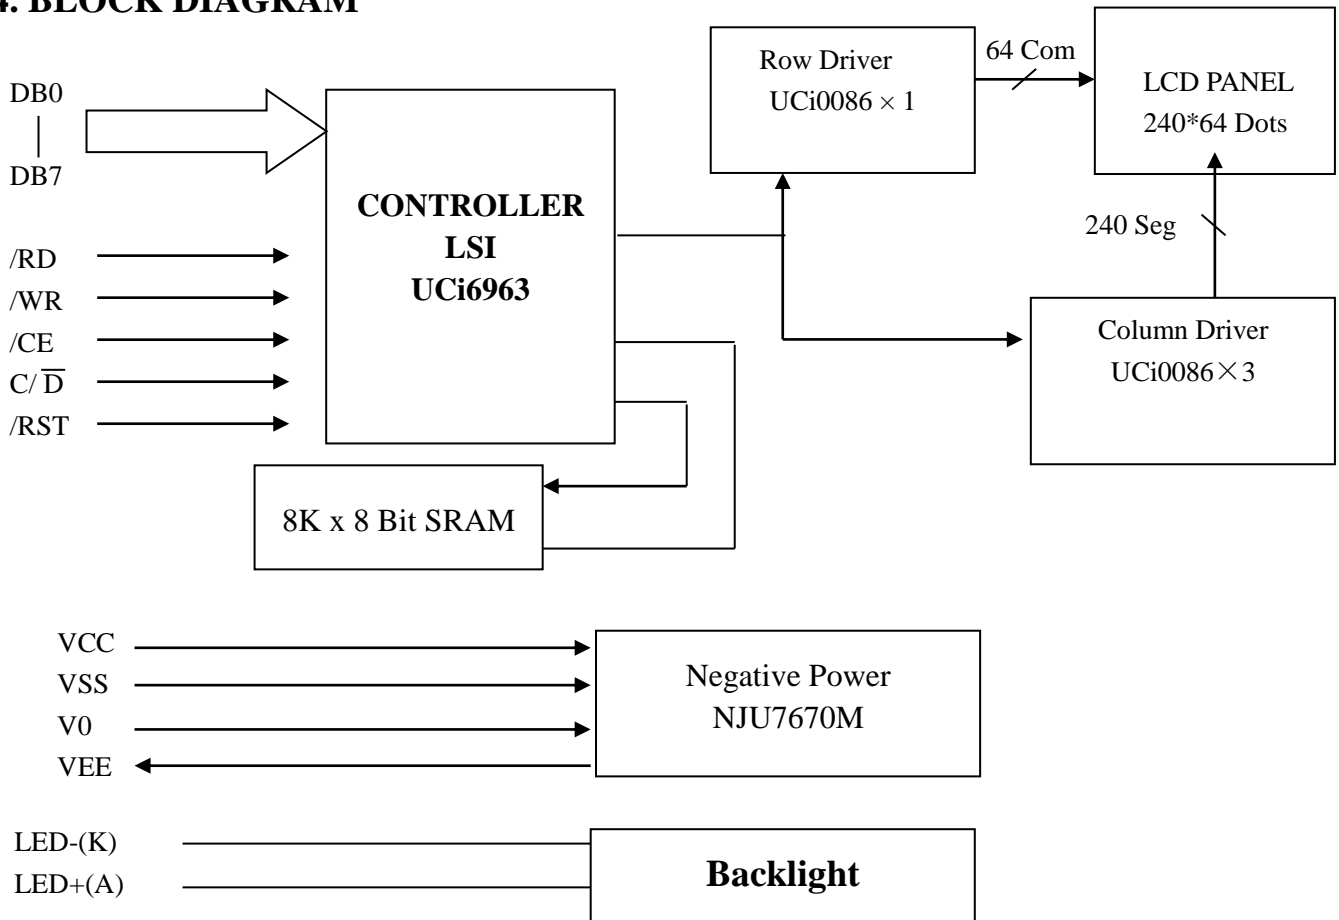 4. BLOCK DIAGRAM
DB0
DB7
/RD
/WR
/CE
C/ D̅
/RST
CONTROLLER
LSI
UCi6963
8K x 8 Bit SRAM
Row Driver
UCi0086 × 1
64 Com
LCD PANEL
240*64 Dots
240 Seg
Column Driver
UCi0086×3
VCC
VSS
V0
VEE
Negative Power
NJU7670M
LED-(K)
LED+(A)
Backlight